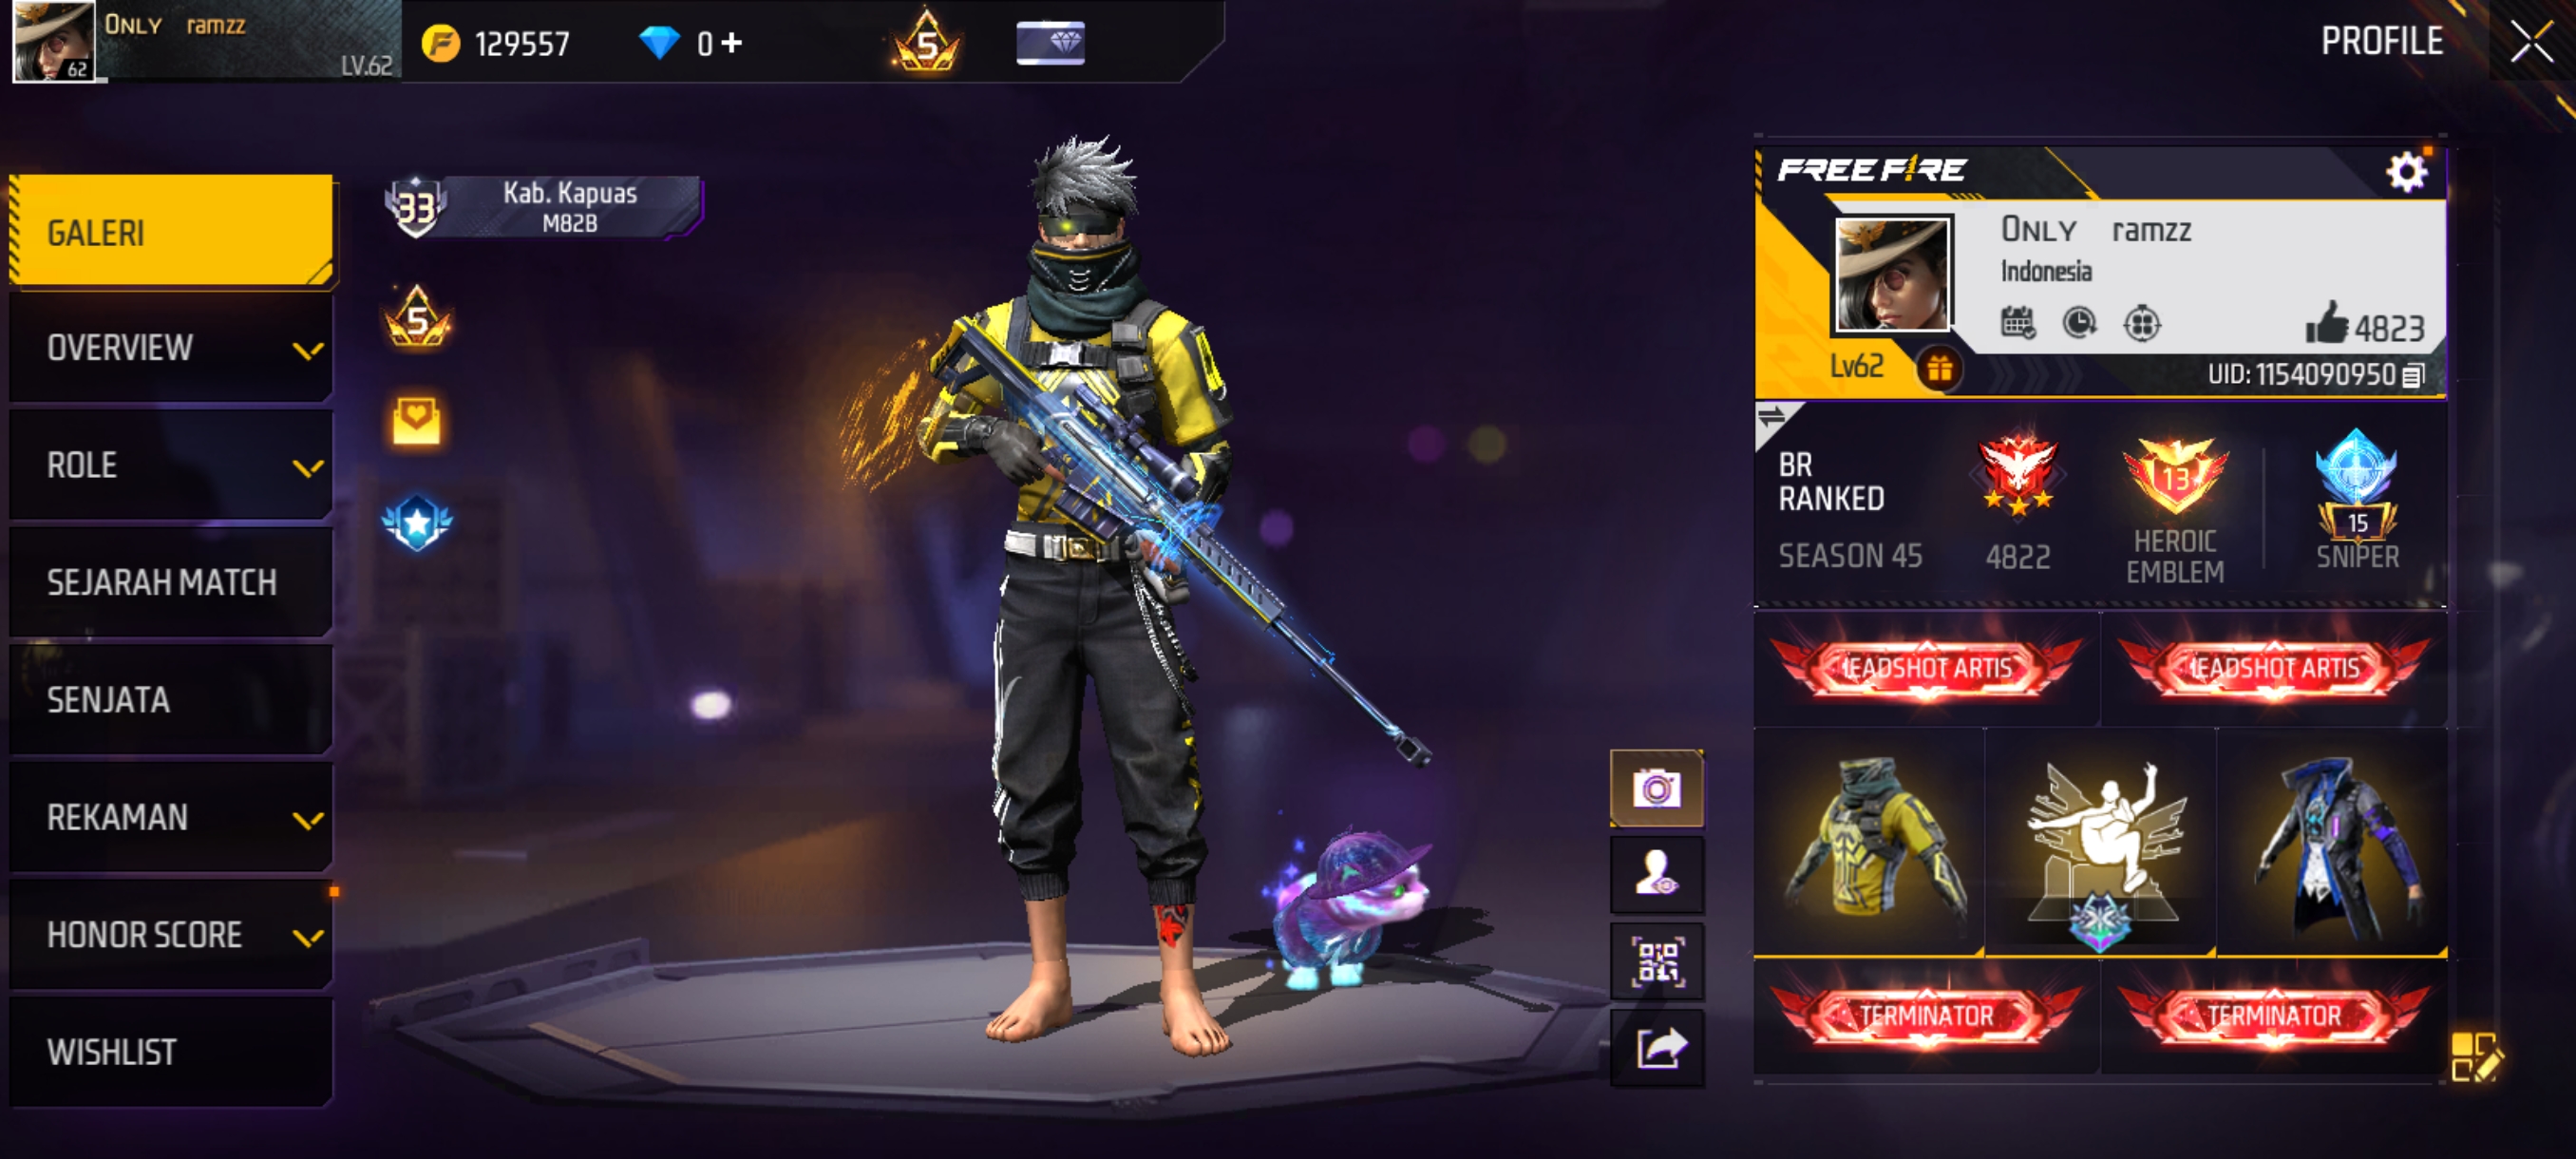 ONLY ramzz
62
LV.62
129557
0 +
5
PROFILE
GALERI
OVERVIEW
ROLE
SEJARAH MATCH
SENJATA
REKAMAN
HONOR SCORE
WISHLIST
33
Kab. Kapuas
M82B
5
FREE FIRE
ONLY ramzz
Indonesia
4823
Lv62
UID: 1154090950
BR
RANKED
SEASON 45
4822
13
HEROIC
EMBLEM
15
SNIPER
HEADSHOT ARTIS
HEADSHOT ARTIS
TERMINATOR
TERMINATOR